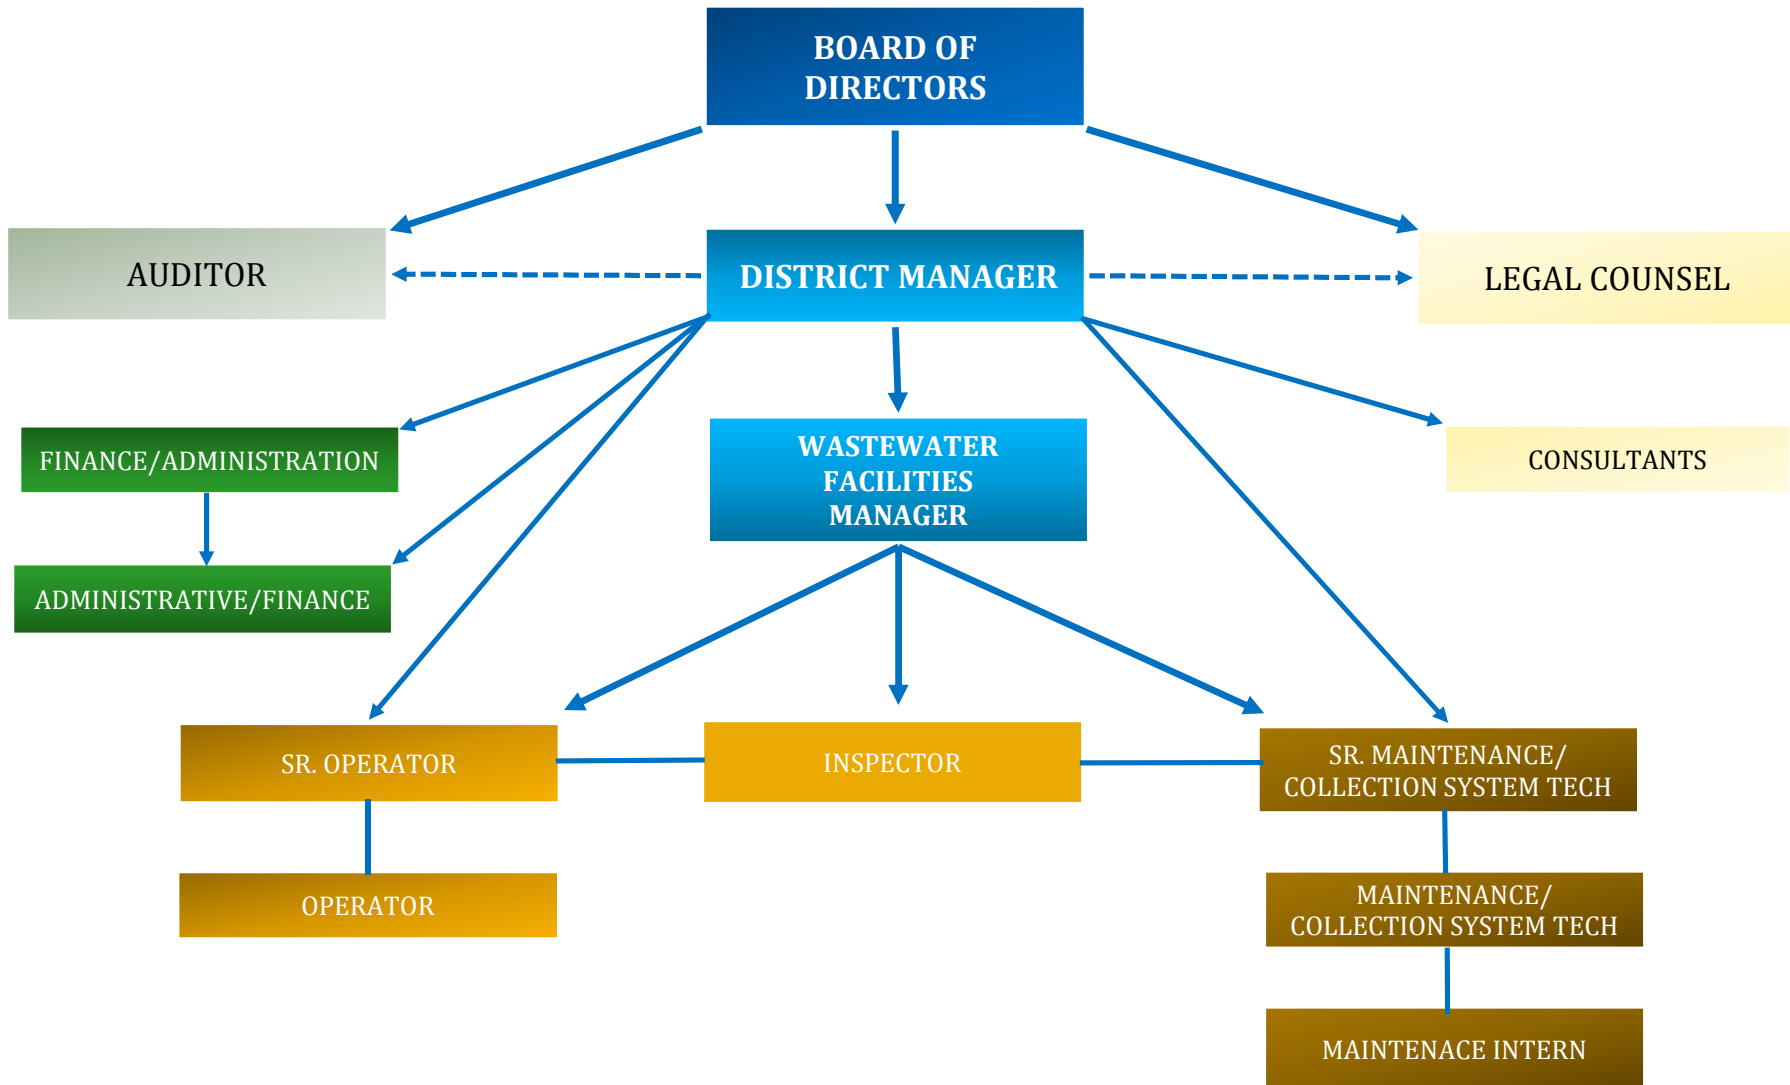 BOARD OF
DIRECTORS
AUDITOR
DISTRICT MANAGER
LEGAL COUNSEL
FINANCE/ADMINISTRATION
WASTEWATER
FACILITIES
MANAGER
CONSULTANTS
ADMINISTRATIVE/FINANCE
SR. OPERATOR
INSPECTOR
SR. MAINTENANCE/
COLLECTION SYSTEM TECH
OPERATOR
MAINTENANCE/
COLLECTION SYSTEM TECH
MAINTENACE INTERN